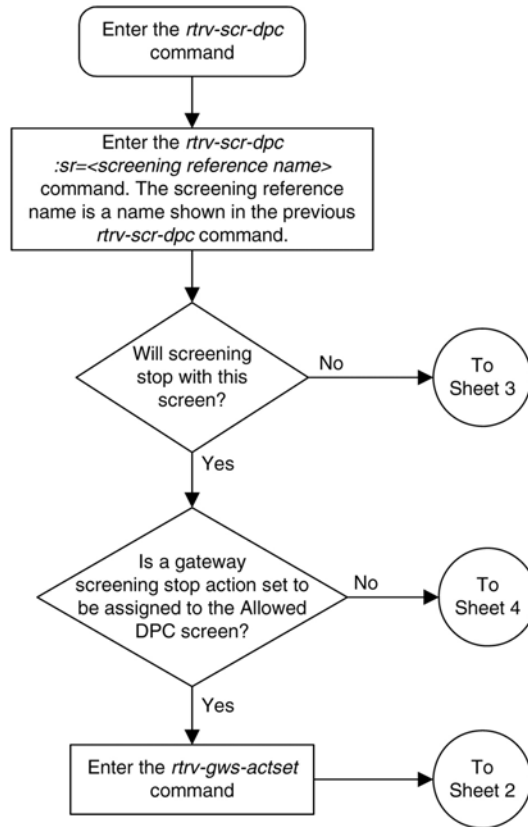 Enter the rtrv-scr-dpc
command
Enter the rtrv-scr-dpc
:sr=<screening reference name>
command. The screening reference
name is a name shown in the previous
rtrv-scr-dpc command.
Will screening
stop with this
screen?
No
To
Sheet 3
Yes
Is a gateway
screening stop action set to
be assigned to the Allowed
DPC screen?
No
To
Sheet 4
Yes
Enter the rtrv-gws-actset
command
To
Sheet 2